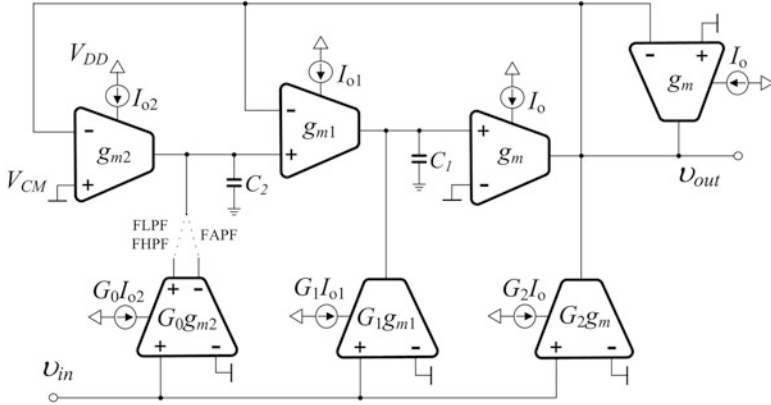 V_DD
I_o2
I_o1
I_o
I_o
- +
g_m
-
g_m2
+
-
g_m1
+
+
g_m
-
V_CM
C_2
C_1
υ_out
FLPF
FHPF
FAPF
G_0I_o2
+ -
G_0g_m2
+ -
G_1I_o1
G_1g_m1
+ -
G_2I_o
G_2g_m
+ -
υ_in